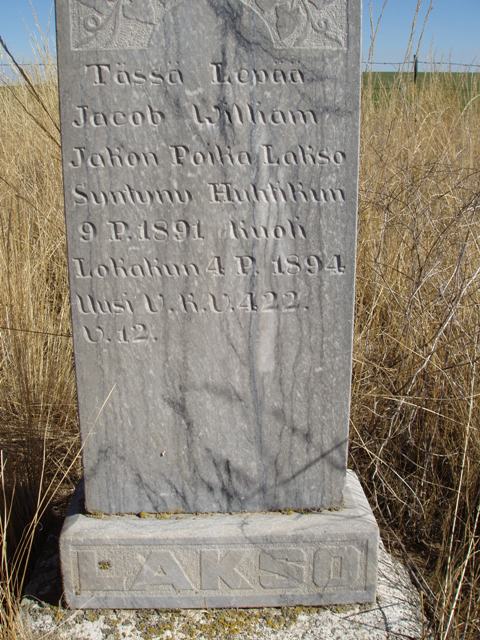 Tässä Lepää
Jacob William
Jakon Poika Lakso
Syntyny Huhtikun
9 P. 1891 kuoli
Lokakun 4 P. 1894
Uusi V.K.V.422.
V.12.
LAKSO